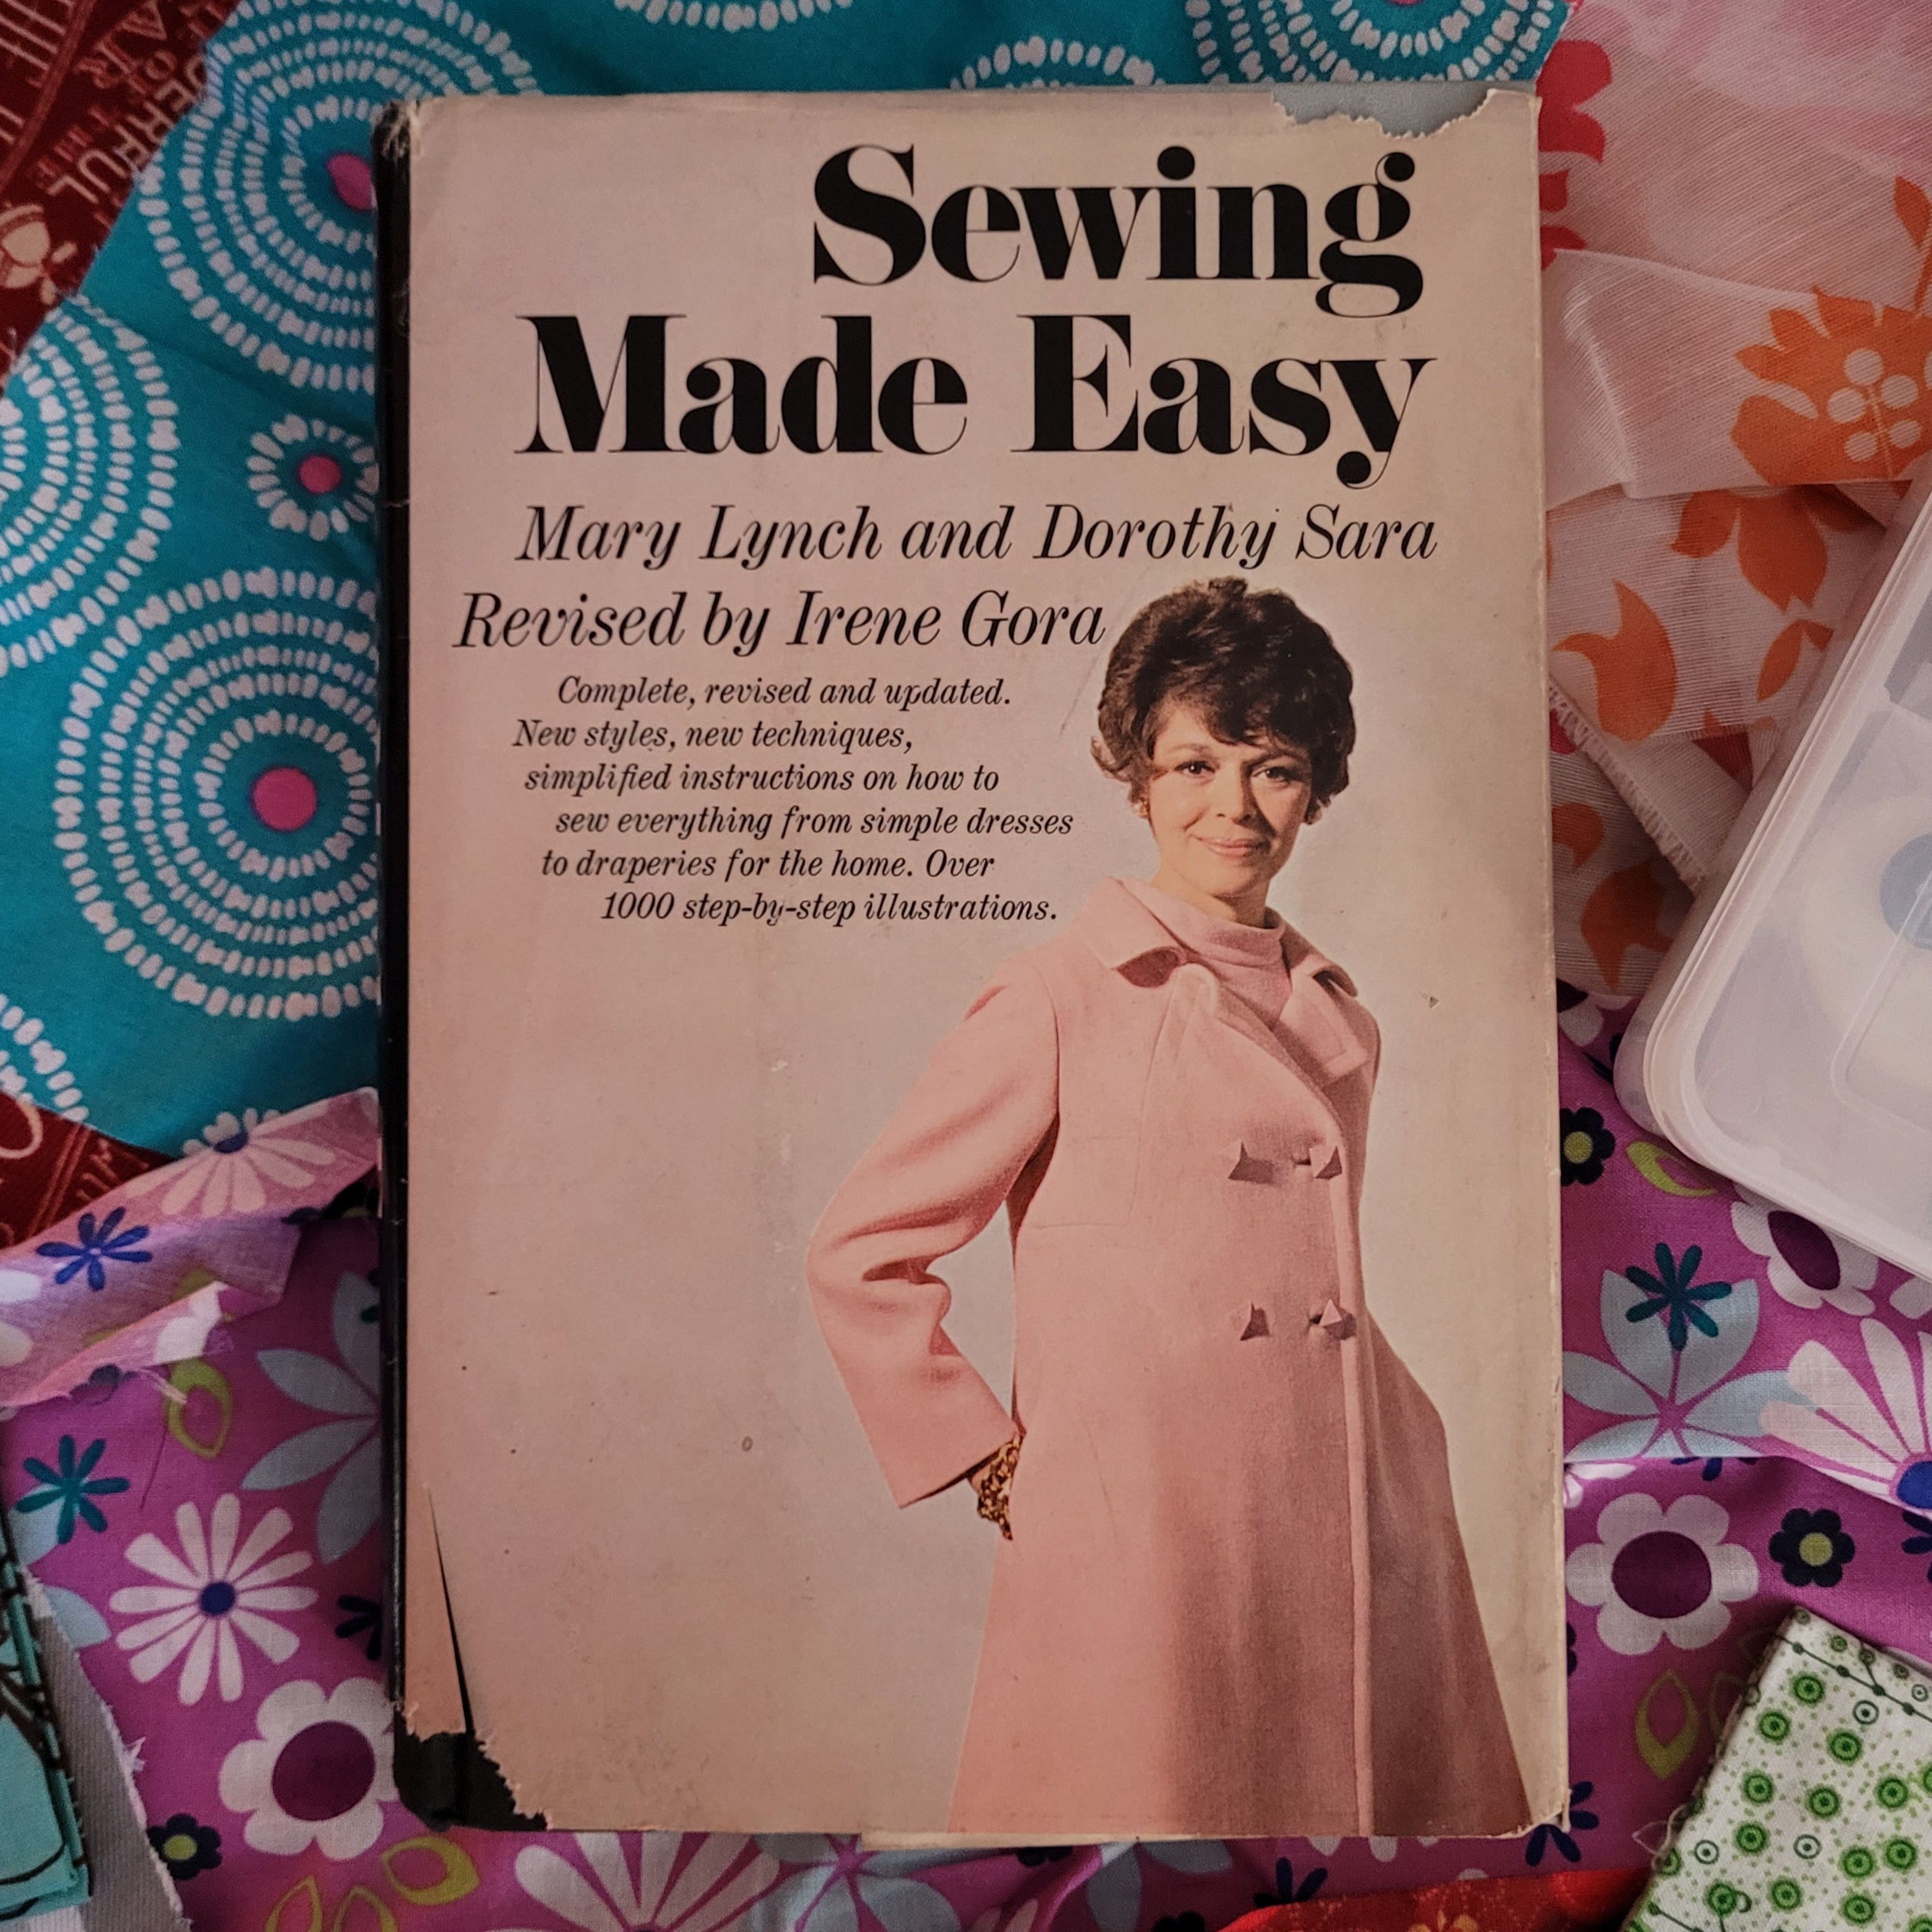 Sewing
Made Easy
Mary Lynch and Dorothy Sara
Revised by Irene Gora
Complete, revised and updated.
New styles, new techniques,
simplified instructions on how to
sew everything from simple dresses
to draperies for the home. Over
1000 step-by-step illustrations.